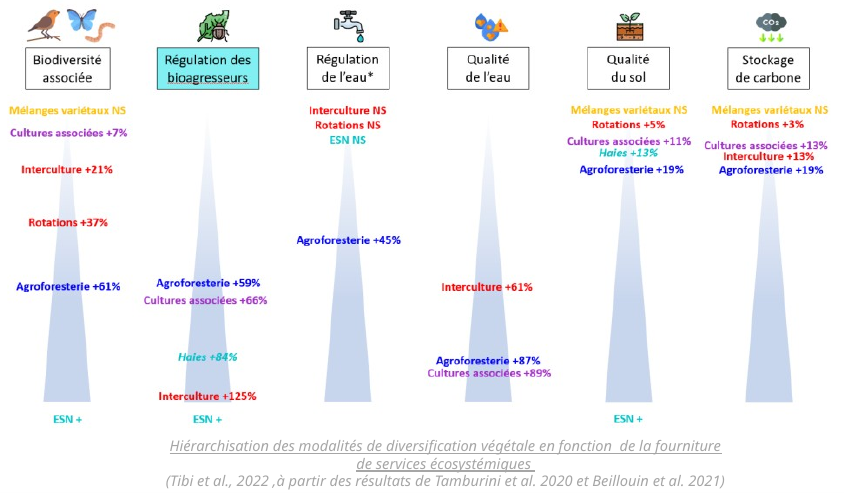 CO₂
Biodiversité
associée
Régulation des
bioagresseurs
Régulation
de l'eau*
Qualité
de l'eau
Qualité
du sol
Stockage
de carbone
Mélanges variétaux NS
Cultures associées +7%
Interculture +21%
Rotations +37%
Agroforesterie +61%
ESN +
Agroforesterie +59%
Cultures associées +66%
Haies +84%
Interculture +125%
ESN +
Interculture NS
Rotations NS
ESN NS
Agroforesterie +45%
Interculture +61%
Agroforesterie +87%
Cultures associées +89%
Mélanges variétaux NS
Rotations +5%
Cultures associées +11%
Haies +13%
Agroforesterie +19%
ESN +
Mélanges variétaux NS
Rotations +3%
Cultures associées +13%
Interculture +13%
Agroforesterie +19%
Hiérarchisation des modalités de diversification végétale en fonction de la fourniture
de services écosystémiques
(Tibi et al., 2022 ,à partir des résultats de Tamburini et al. 2020 et Beillouin et al. 2021)